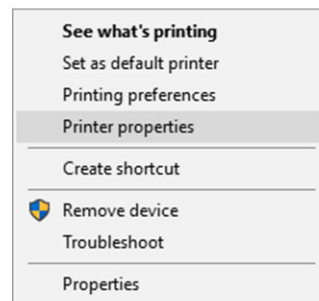 See what's printing
Set as default printer
Printing preferences
Printer properties
Create shortcut
Remove device
Troubleshoot
Properties